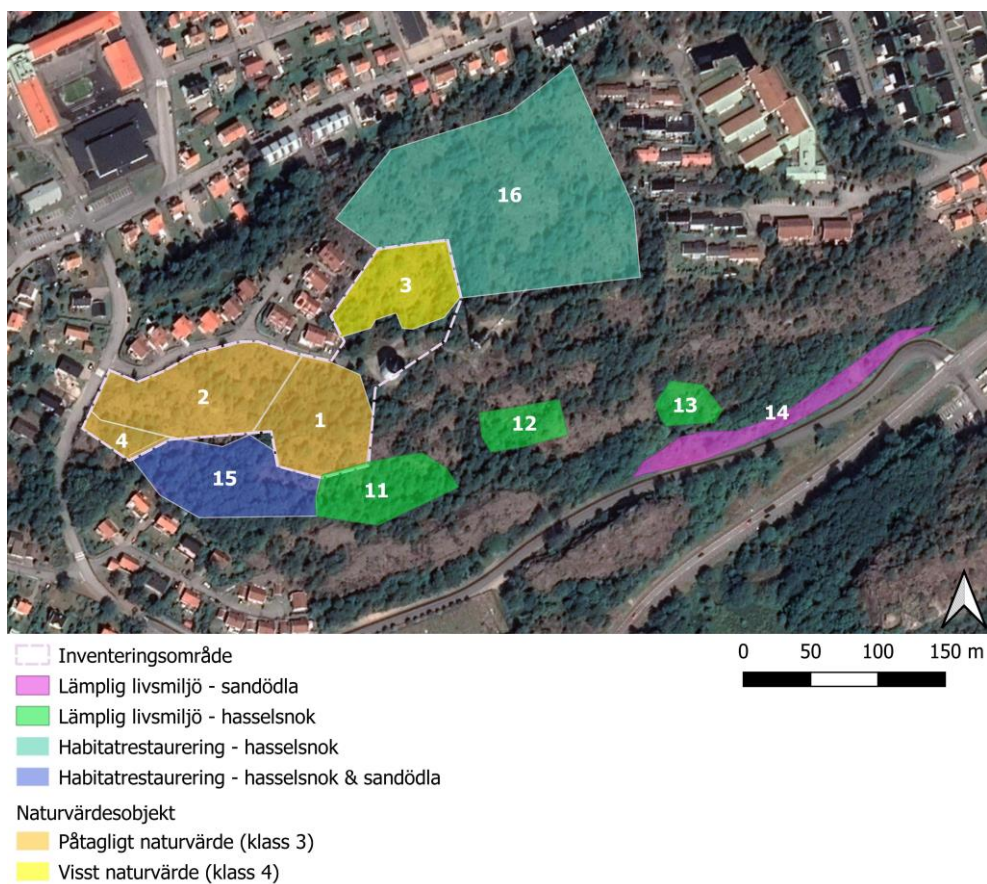 16
3
2
1
4
15
11
12
13
14
0 50 100 150 m
Inventeringsområde
Lämplig livsmiljö - sandödla
Lämplig livsmiljö - hasselsnok
Habitatrestaurering - hasselsnok
Habitatrestaurering - hasselsnok & sandödla
Naturvärdesobjekt
Påtagligt naturvärde (klass 3)
Visst naturvärde (klass 4)